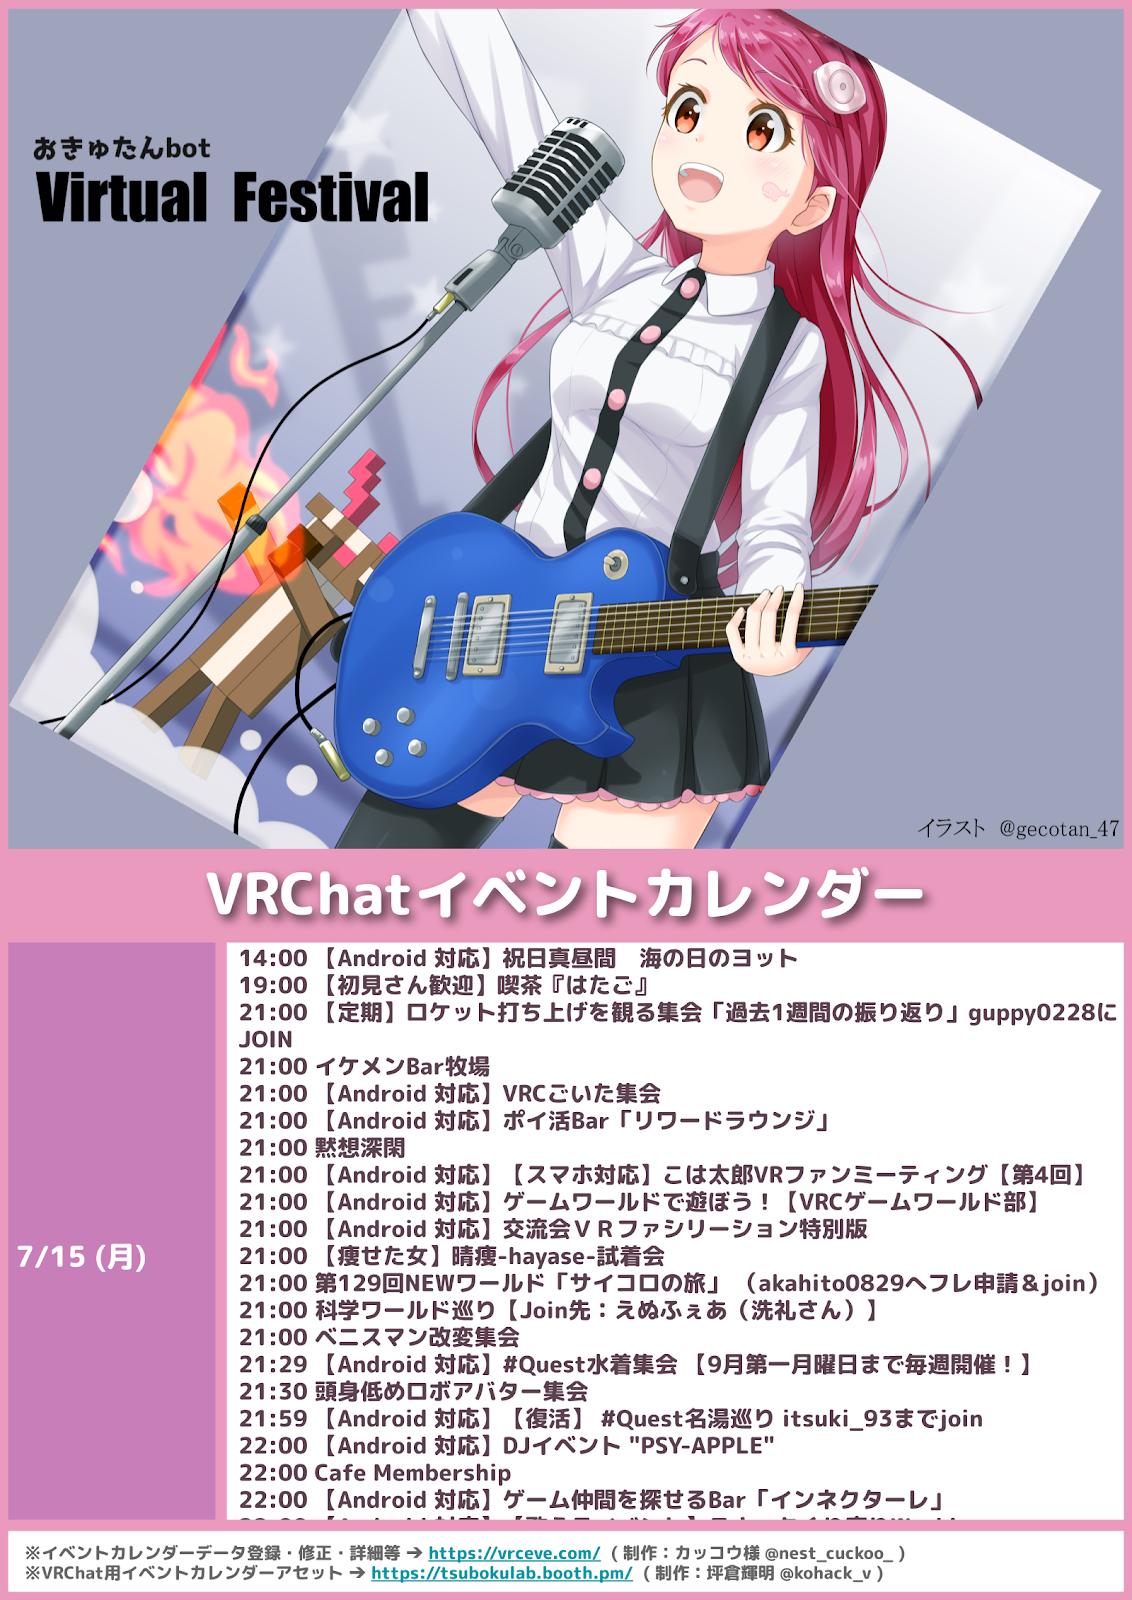 おきゅたんbot
Virtual Festival
イラスト @gecotan_47
VRChatイベントカレンダー
7/15 (月)
14:00 【Android 対応】祝日真昼間　海の日のヨット
19:00 【初見さん歓迎】喫茶『はたご』
21:00 【定期】ロケット打ち上げを観る集会「過去1週間の振り返り」guppy0228に
JOIN
21:00 イケメンBar牧場
21:00 【Android 対応】VRCごいた集会
21:00 【Android 対応】ポイ活Bar「リワードラウンジ」
21:00 黙想深閑
21:00 【Android 対応】【スマホ対応】こは太郎VRファンミーティング【第4回】
21:00 【Android 対応】ゲームワールドで遊ぼう！【VRCゲームワールド部】
21:00 【Android 対応】交流会ＶＲファシリーション特別版
21:00 【痩せた女】晴痩-hayase-試着会
21:00 第129回NEWワールド「サイコロの旅」 （akahito0829へフレ申請＆join）
21:00 科学ワールド巡り【Join先：えぬふぇあ（洗礼さん）】
21:00 ベニスマン改変集会
21:29 【Android 対応】#Quest水着集会 【9月第一月曜日まで毎週開催！】
21:30 頭身低めロボアバター集会
21:59 【Android 対応】【復活】 #Quest名湯巡り itsuki_93までjoin
22:00 【Android 対応】DJイベント "PSY-APPLE"
22:00 Cafe Membership
22:00 【Android 対応】ゲーム仲間を探せるBar「インネクターレ」
※イベントカレンダーデータ登録・修正・詳細等 → https://vrceve.com/ ( 制作：カッコウ様 @nest_cuckoo_ )
※VRChat用イベントカレンダーアセット → https://tsubokulab.booth.pm/ ( 制作：坪倉輝明 @kohack_v )